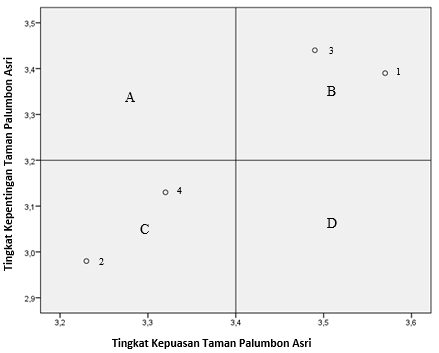 Tingkat Kepentingan Taman Palumbon Asri
3,5
3,4
3,3
3,2
3,1
3,0
2,9
A
B
C
D
3
1
4
2
3,2
3,3
3,4
3,5
3,6
Tingkat Kepuasan Taman Palumbon Asri